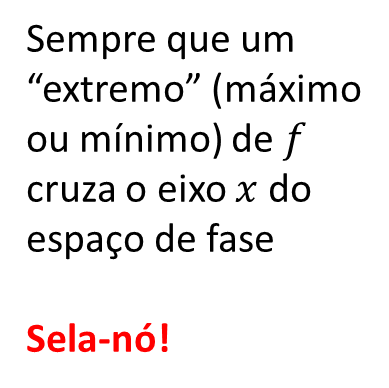 Sempre que um
“extremo” (máximo
ou mínimo) de f
cruza o eixo x do
espaço de fase
Sela-nó!